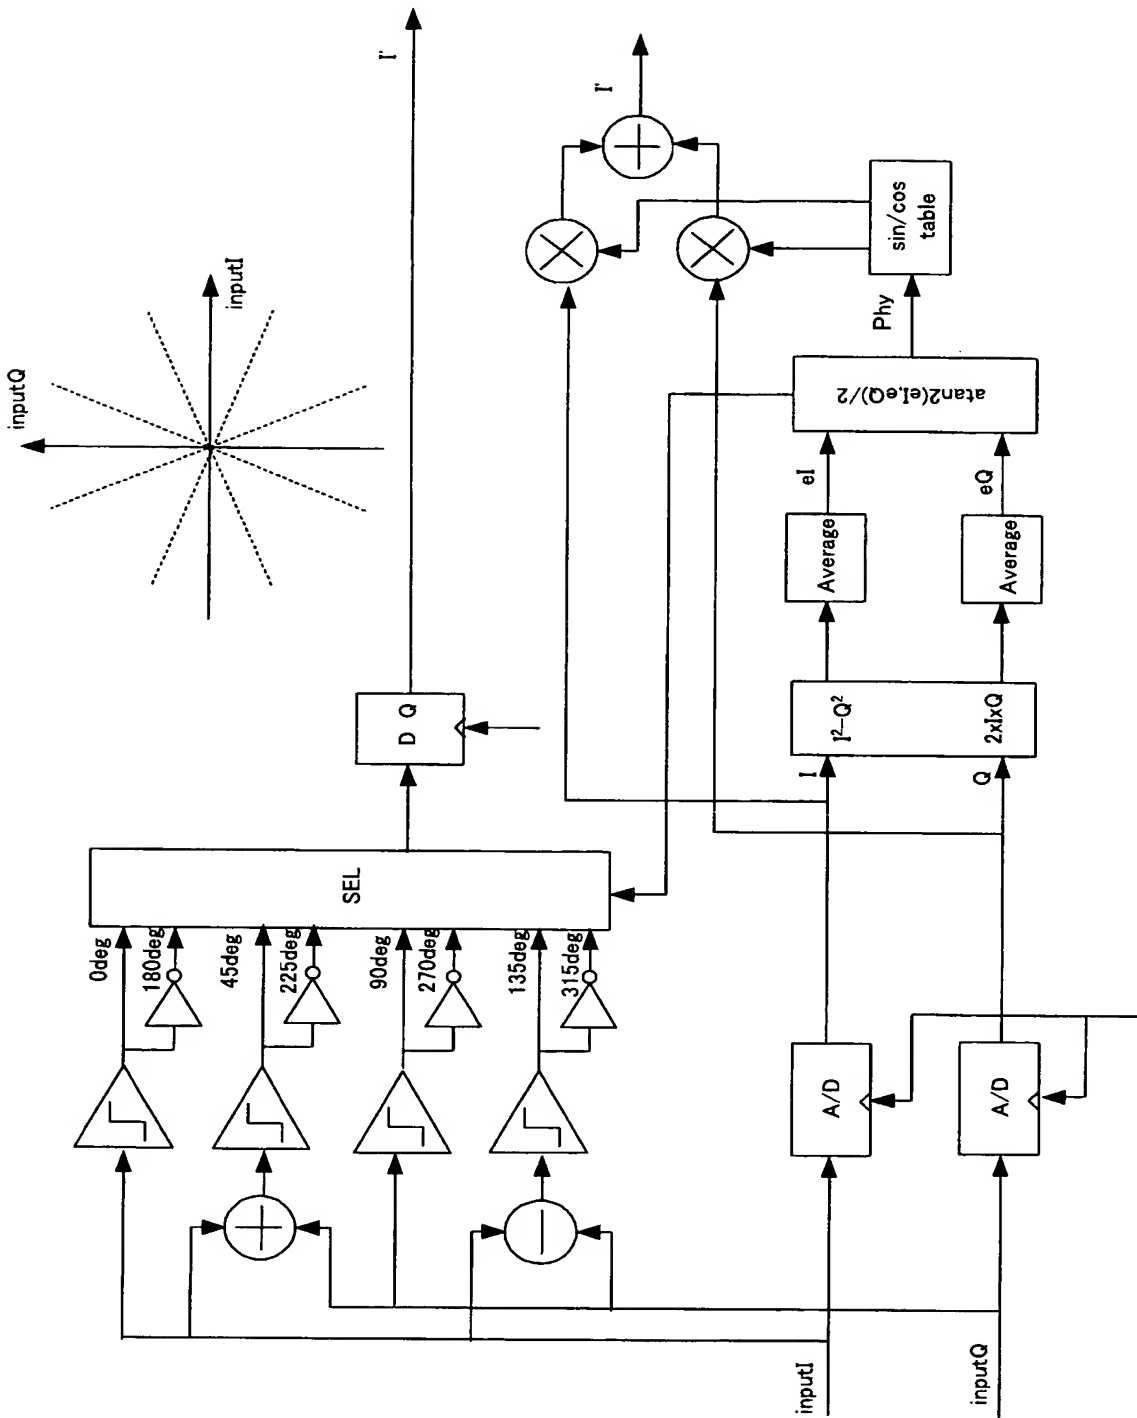 inputQ
inputI
I'
I'
0deg
180deg
45deg
225deg
90deg
270deg
135deg
315deg
SEL
D Q
inputI
inputQ
A/D
A/D
I
Q
I²-Q²
2xIxQ
Average
Average
eI
eQ
atan2(eI,eQ)/2
Phy
sin/cos
table